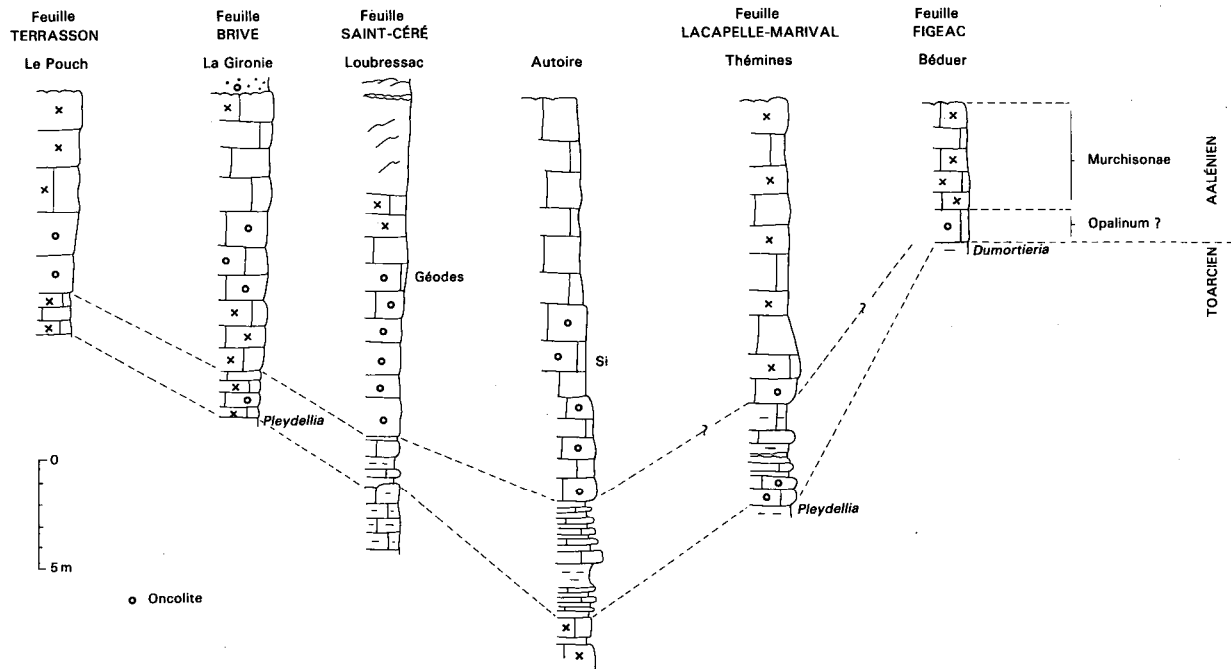 Feuille
TERRASSON
Le Pouch
Feuille
BRIVE
La Gironie
Feuille
SAINT-CÉRÉ
Loubressac
Autoire
Feuille
LACAPELLE-MARIVAL
Thémines
Feuille
FIGEAC
Béduer
Murchisonae
Opalinum ?
AALÉNIEN
TOARCIEN
Dumortieria
Géodes
Si
?
?
Pleydellia
Pleydellia
0
5 m
Oncolite